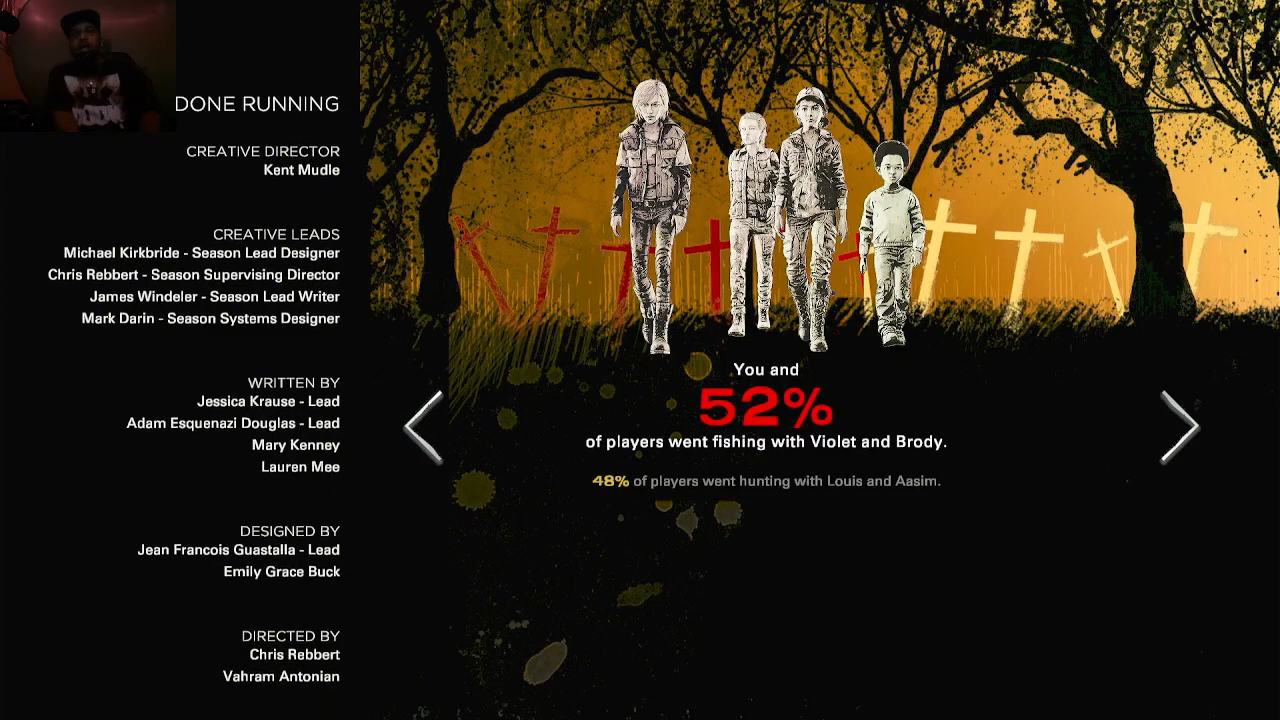 DONE RUNNING
CREATIVE DIRECTOR
Kent Mudle
CREATIVE LEADS
Michael Kirkbride - Season Lead Designer
Chris Rebbert - Season Supervising Director
James Windeler - Season Lead Writer
Mark Darin - Season Systems Designer
WRITTEN BY
Jessica Krause - Lead
Adam Esquenazi Douglas - Lead
Mary Kenney
Lauren Mee
DESIGNED BY
Jean Francois Guastalla - Lead
Emily Grace Buck
DIRECTED BY
Chris Rebbert
Vahram Antonian
You and
52%
of players went fishing with Violet and Brody.
48% of players went hunting with Louis and Aasim.